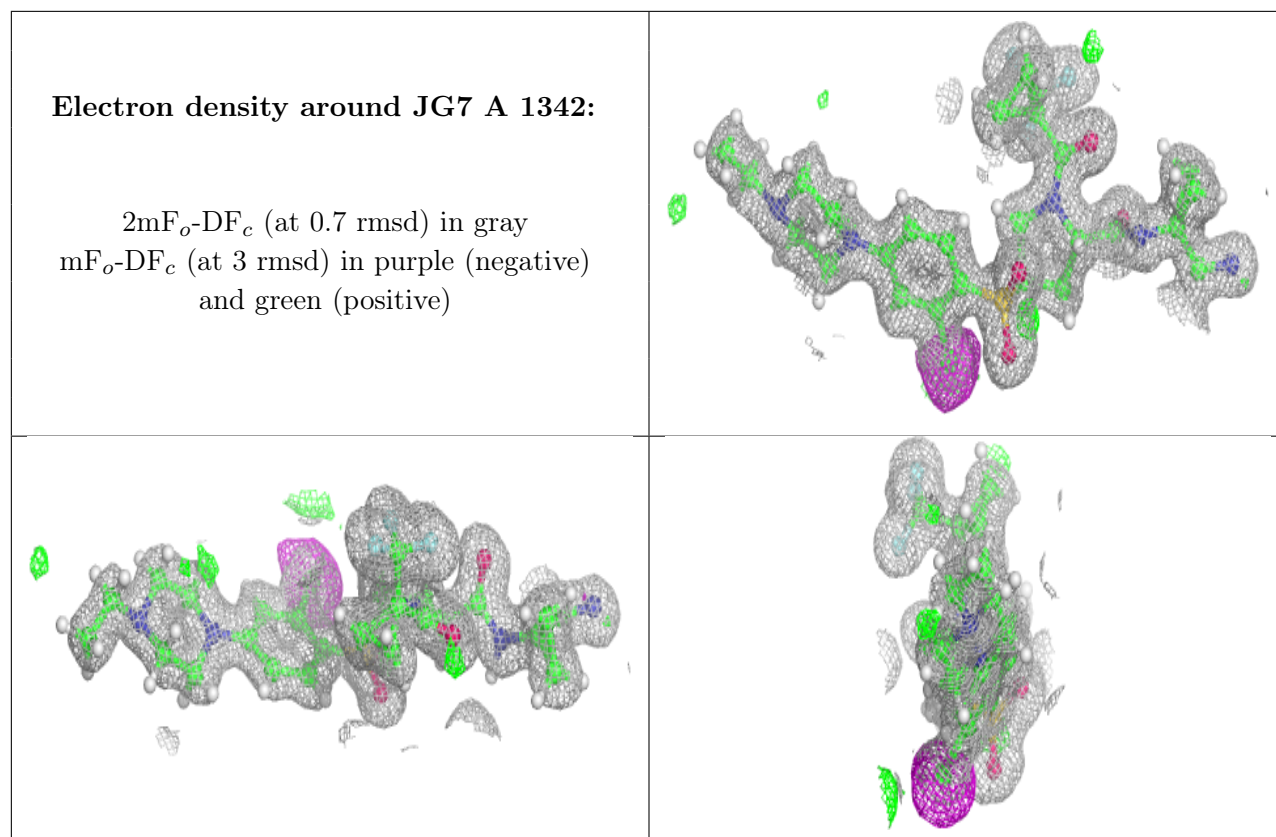 Electron density around JG7 A 1342:
2mFo-DFc (at 0.7 rmsd) in gray
mFo-DFc (at 3 rmsd) in purple (negative)
and green (positive)